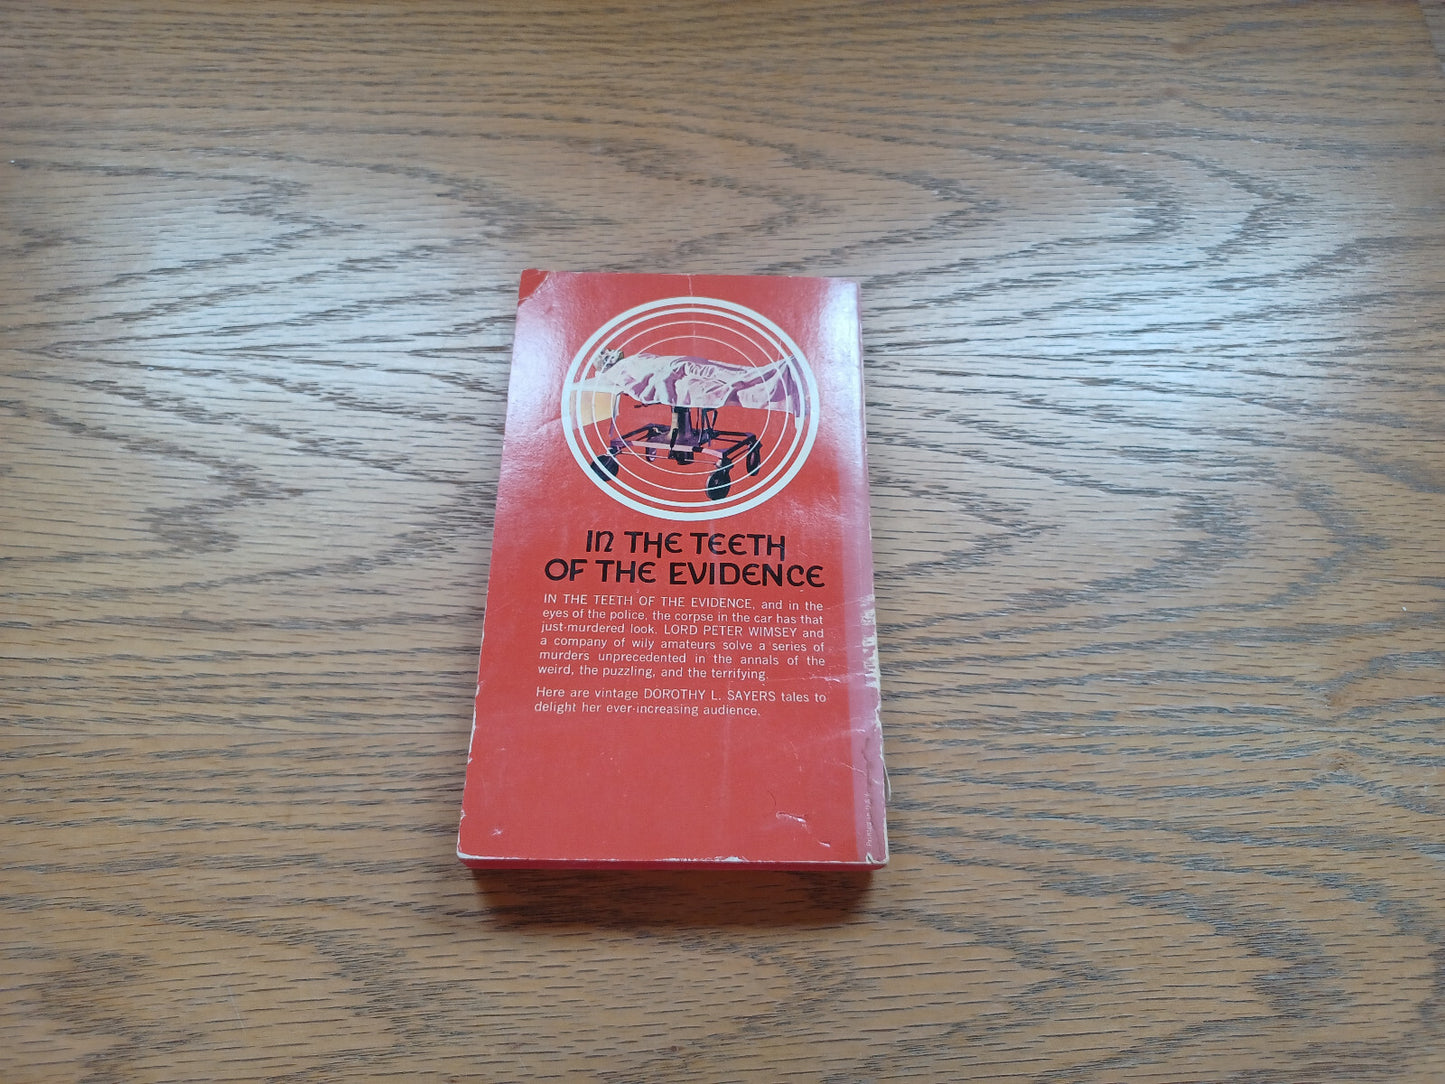 IN THE TEETH
OF THE EVIDENCE
IN THE TEETH OF THE EVIDENCE, and in the
eyes of the police, the corpse in the car has that
just-murdered look. LORD PETER WIMSEY and
a company of wily amateurs solve a series of
murders unprecedented in the annals of the
weird, the puzzling, and the terrifying.
Here are vintage DOROTHY L. SAYERS tales to
delight her ever-increasing audience.
Printed in